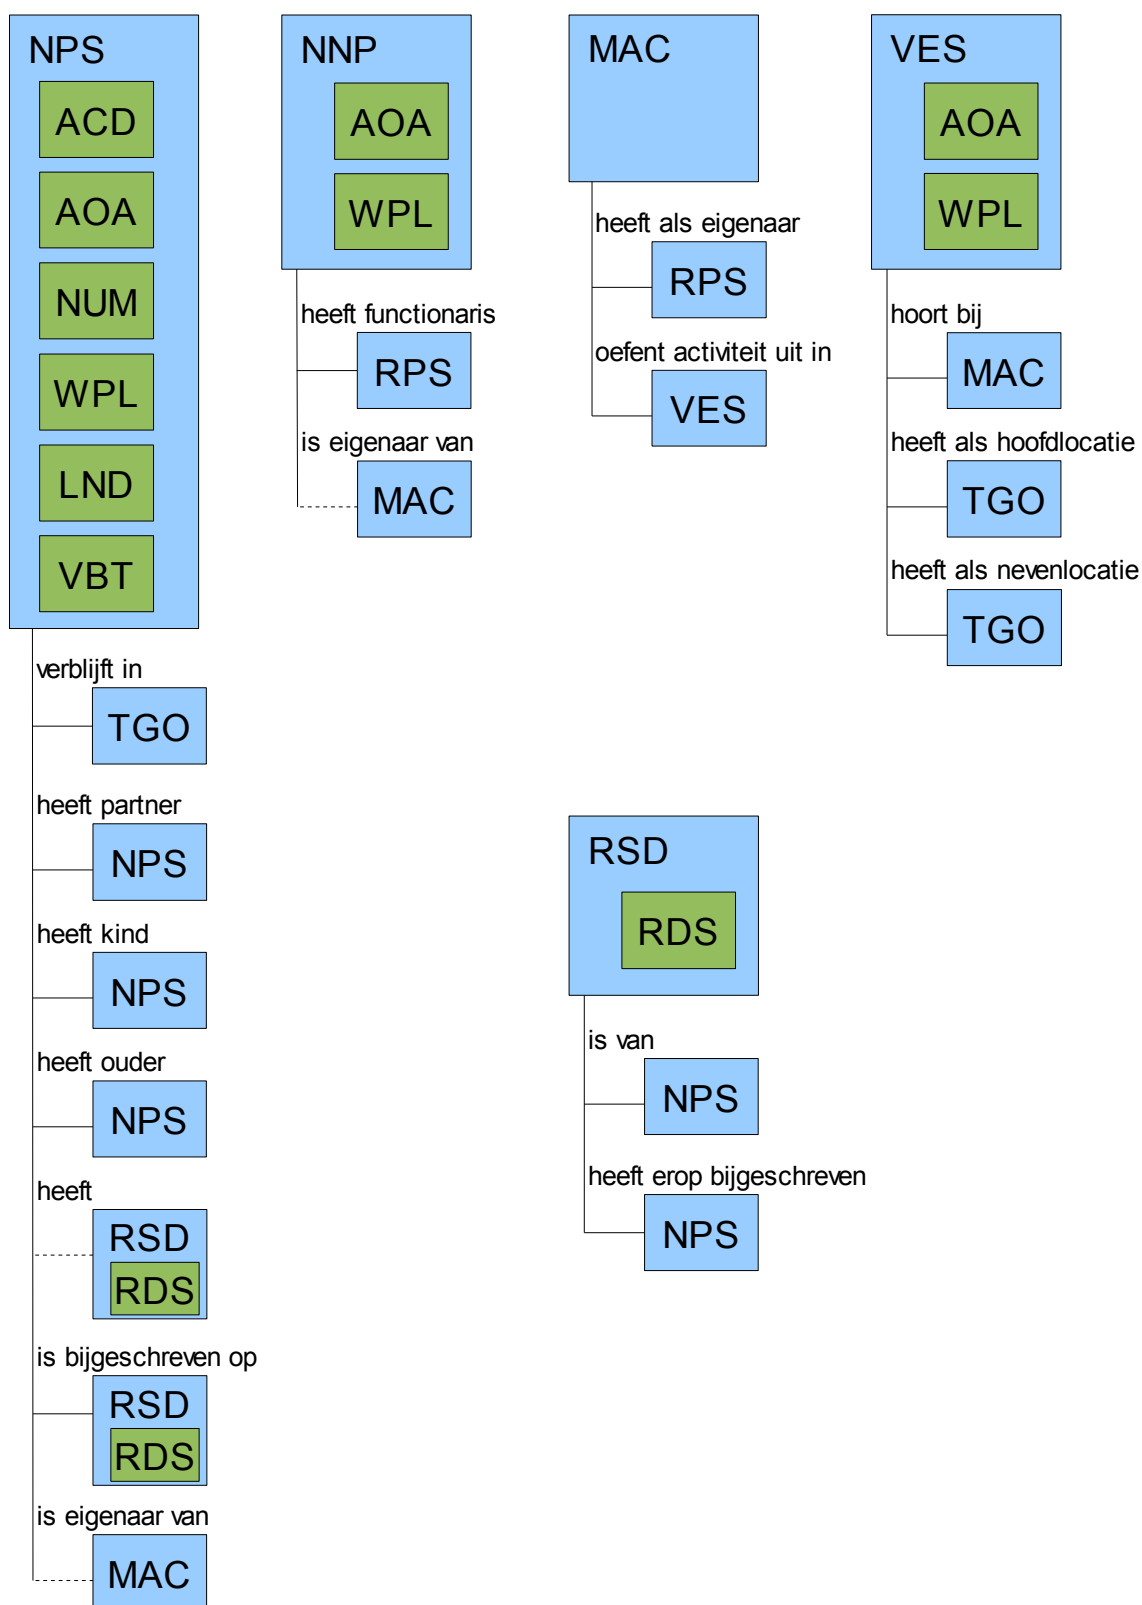 NPS
ACD
AOA
NUM
WPL
LND
VBT
verblijft in
TGO
heeft partner
NPS
heeft kind
NPS
heeft ouder
NPS
heeft
RSD
RDS
is bijgeschreven op
RSD
RDS
is eigenaar van
MAC
NNP
AOA
WPL
heeft functionaris
RPS
is eigenaar van
MAC
MAC
heeft als eigenaar
RPS
oefent activiteit uit in
VES
VES
AOA
WPL
hoort bij
MAC
heeft als hoofdlocatie
TGO
heeft als nevenlocatie
TGO
RSD
RDS
is van
NPS
heeft erop bijgeschreven
NPS